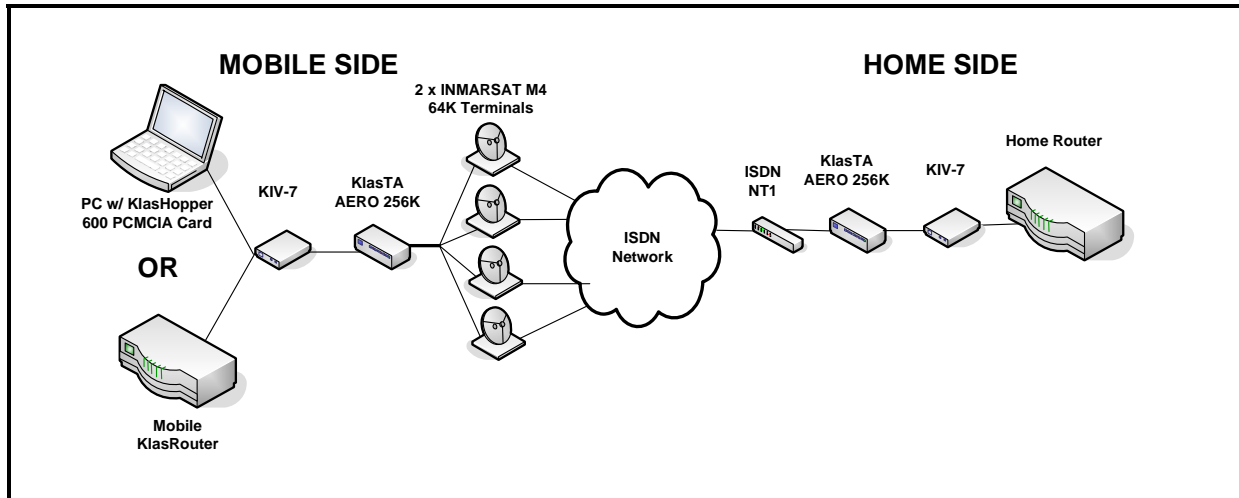 MOBILE SIDE
HOME SIDE
2 x INMARSAT M4
64K Terminals
PC w/ KlasHopper
600 PCMCIA Card
OR
Mobile
KlasRouter
KIV-7
KlasTA
AERO 256K
ISDN
Network
ISDN
NT1
KlasTA
AERO 256K
KIV-7
Home Router